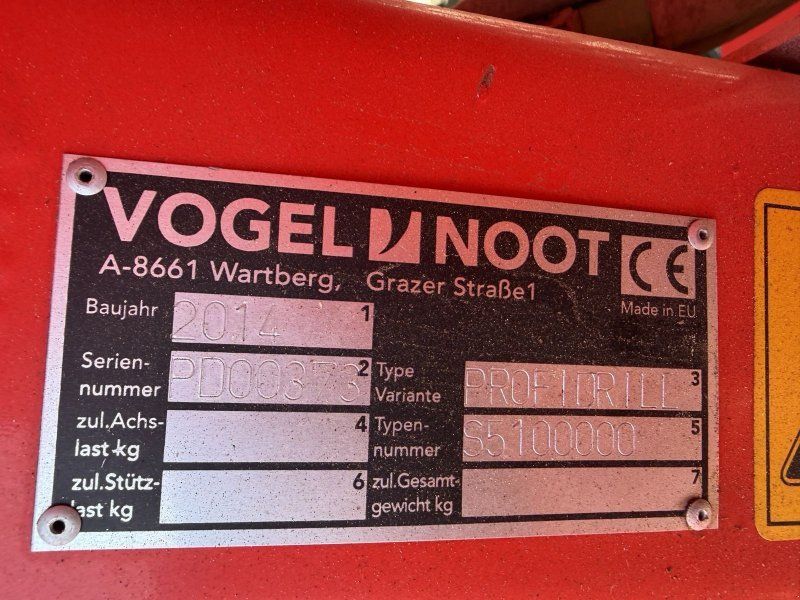 VOGEL NOOT CE
A-8661 Wartberg, Grazer Straße1
Made in EU
Baujahr 2014 1
Serien-
nummer PD00373 2
Type
Variante PROFIDRILL 3
zul.Achs-
last-kg 4
Typen-
nummer S5100000 5
zul.Stütz-
last kg 6
zul.Gesamt-
gewicht kg 7